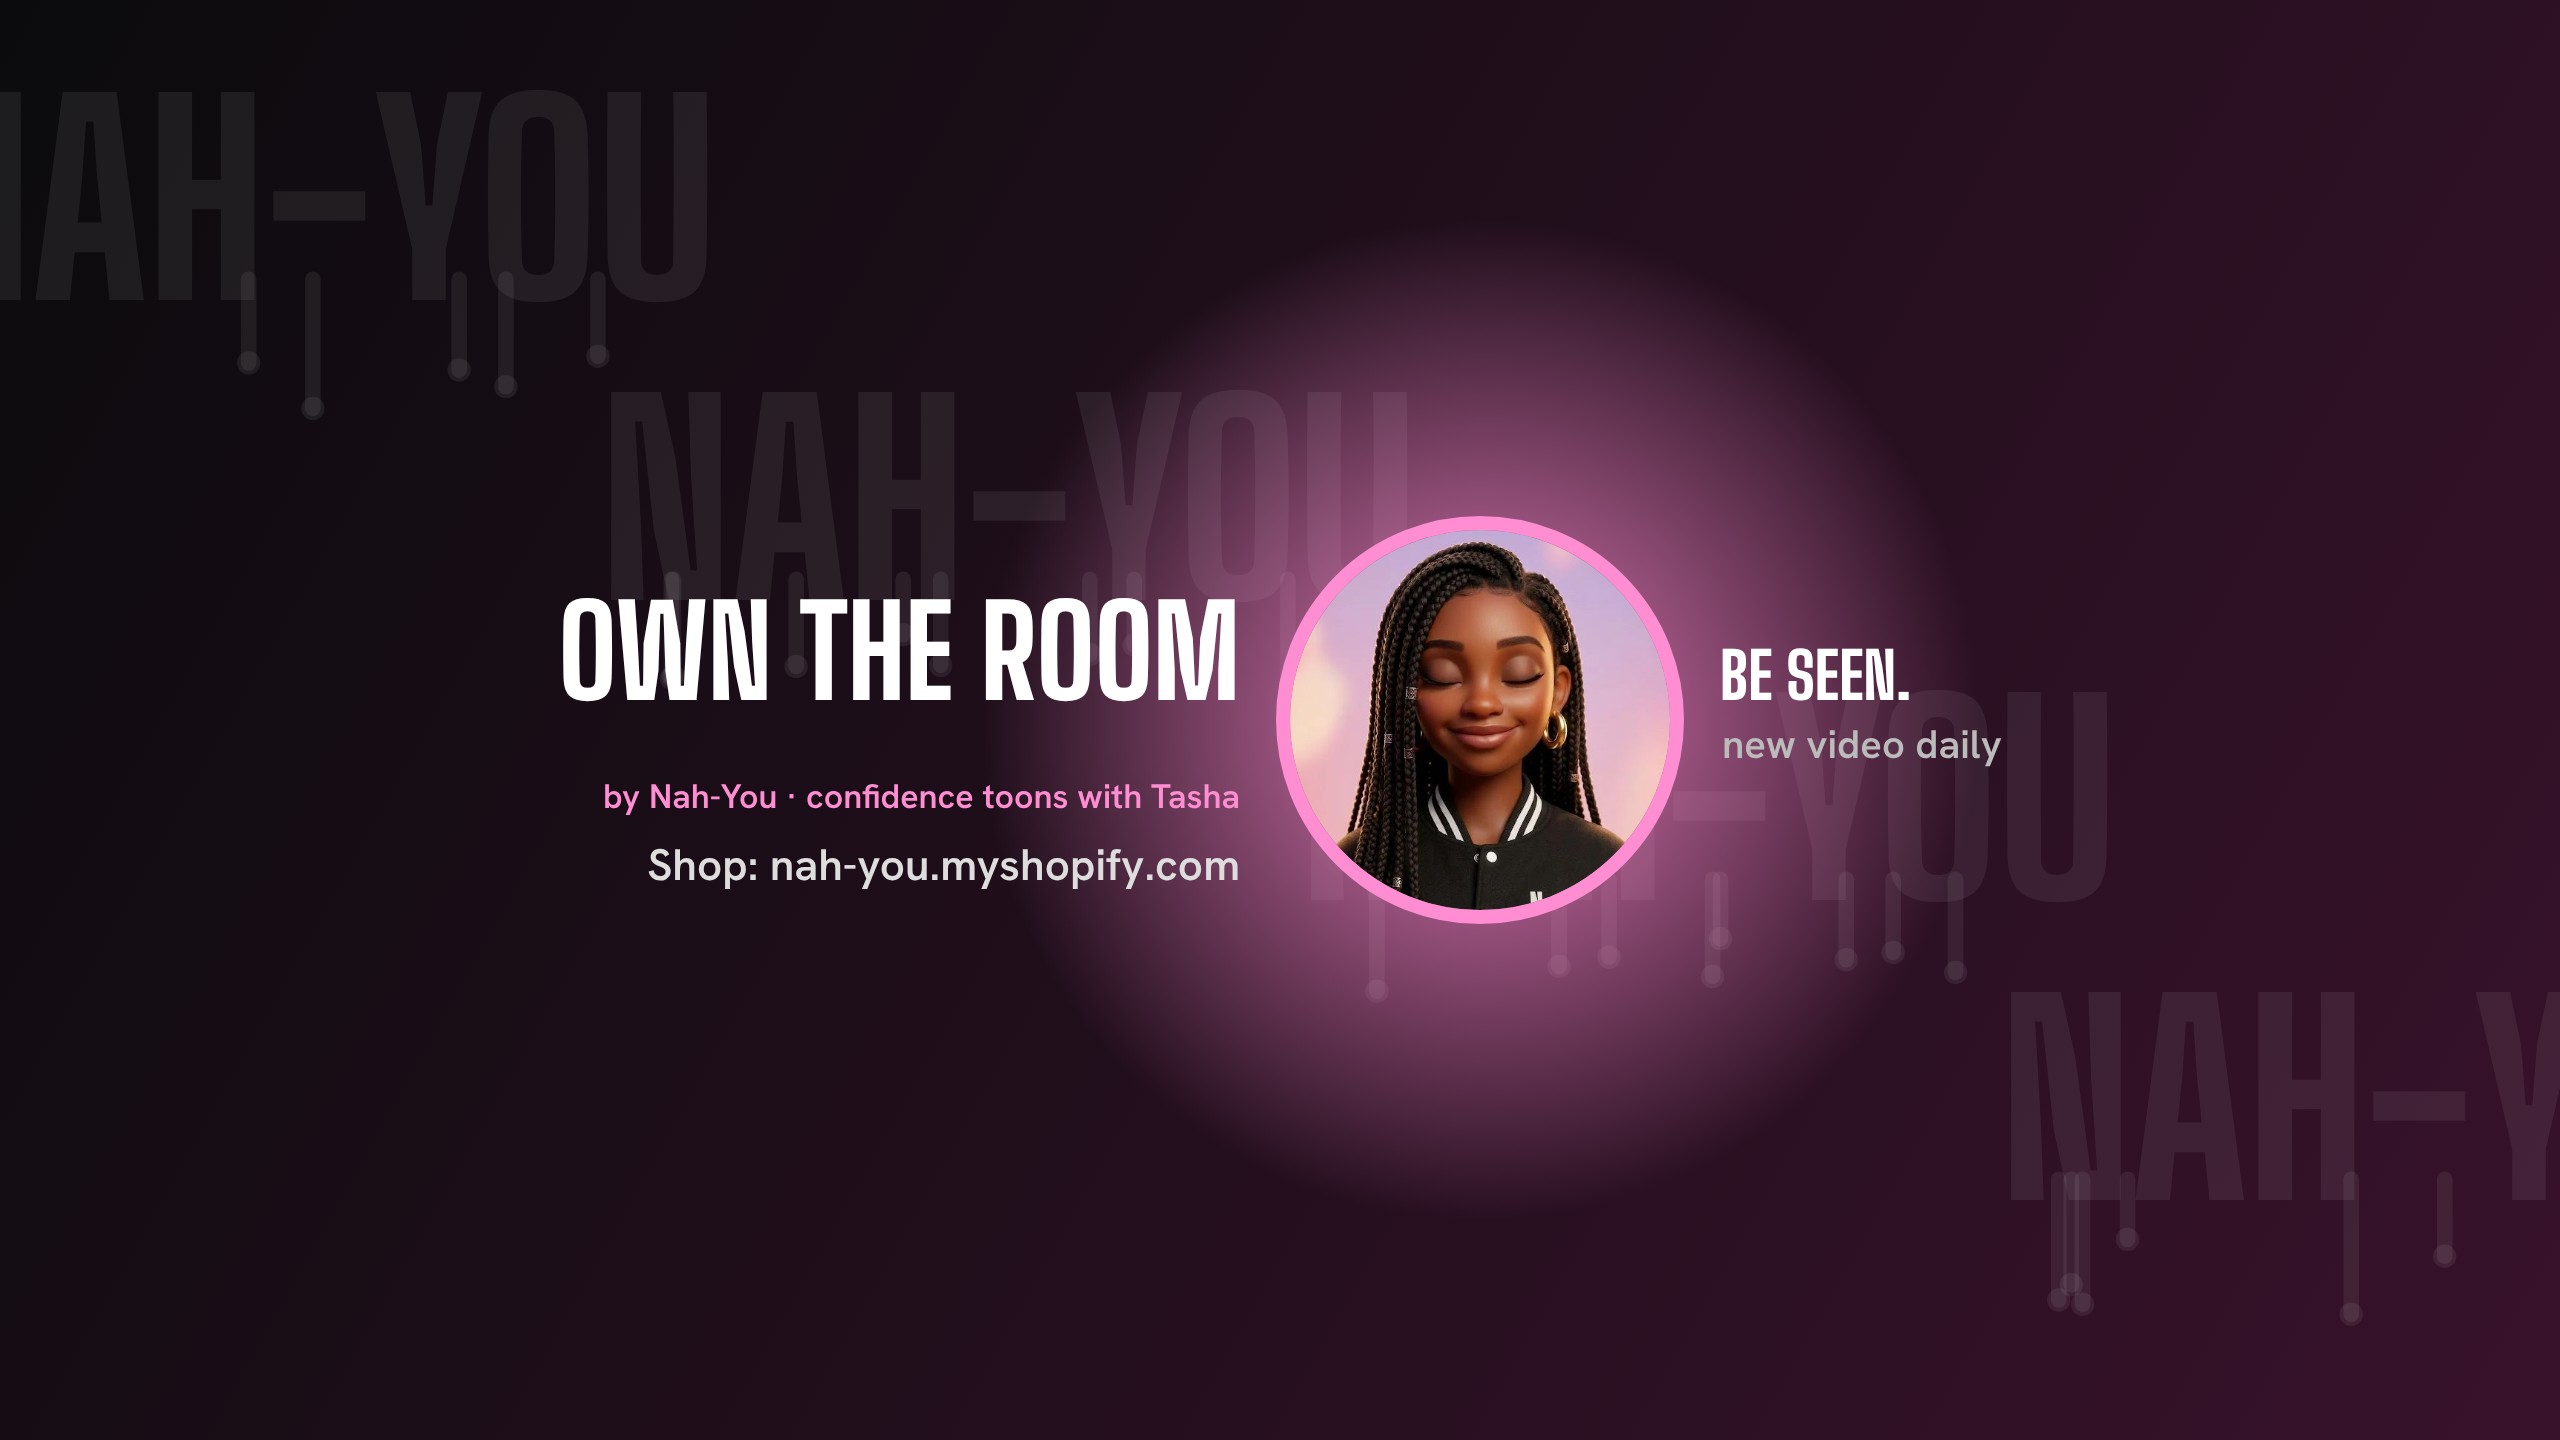 NAH-YOU
NAH-YOU
OWN THE ROOM
by Nah-You · confidence toons with Tasha
Shop: nah-you.myshopify.com
BE SEEN.
new video daily
NAH-YOU
NAH-Y